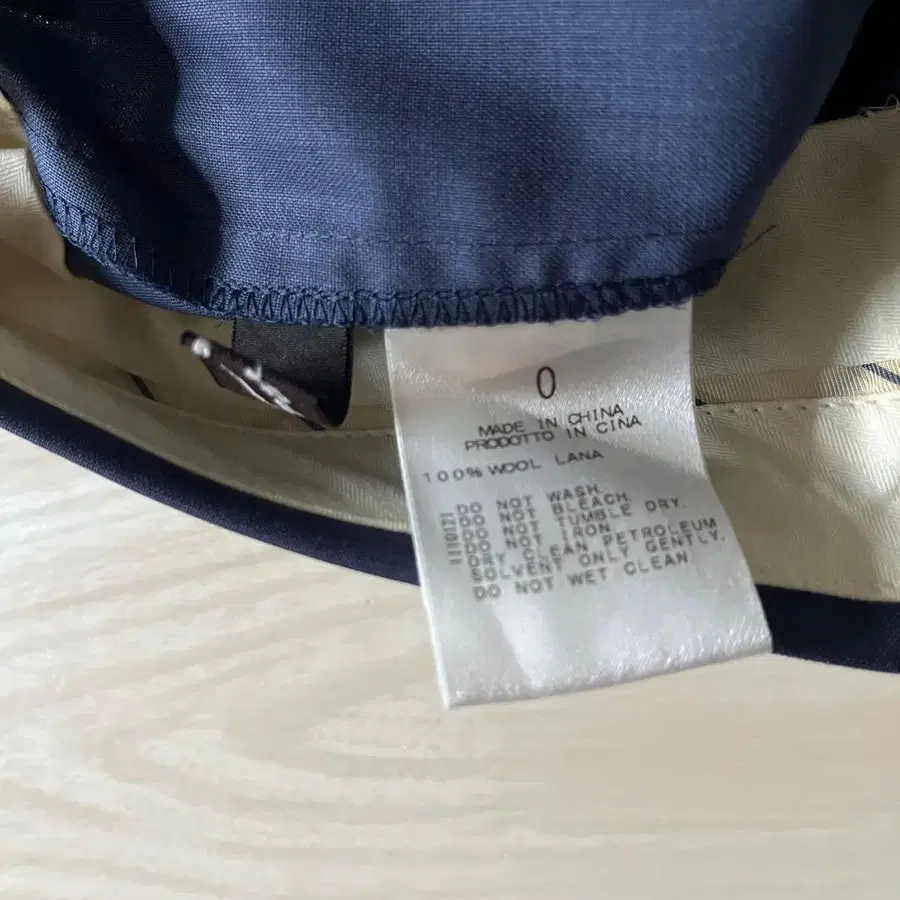 0
MADE IN CHINA
PRODOTTO IN CINA
100% WOOL LANA
DO NOT WASH.
DO NOT BLEACH.
DO NOT TUMBLE DRY.
DO NOT IRON.
DRY CLEAN, PETROLEUM
SOLVENT ONLY, GENTLY.
DO NOT WET CLEAN.